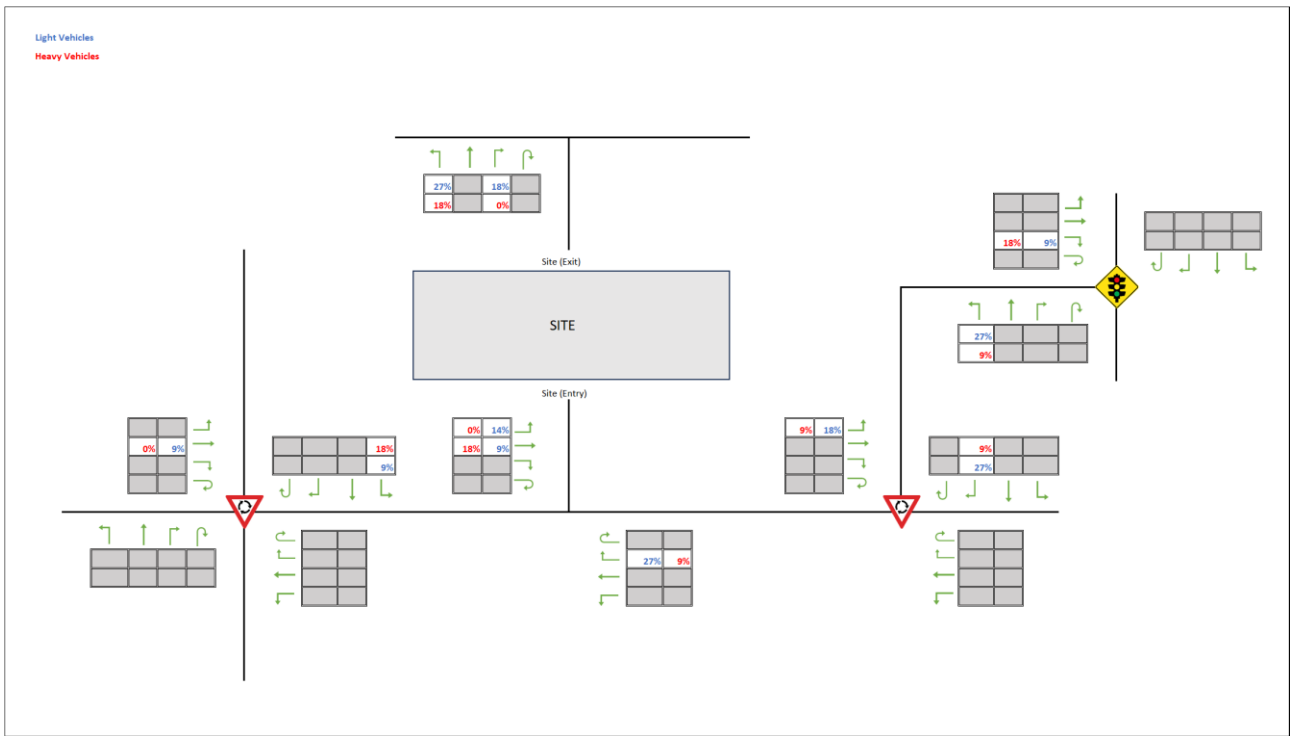 Light Vehicles
Heavy Vehicles
27% 18%
18% 0%
18% 9%
Site (Exit)
SITE
27%
9%
Site (Entry)
0% 14%
9% 18%
0% 9%
18%
18% 9%
9%
9%
27%
27% 9%